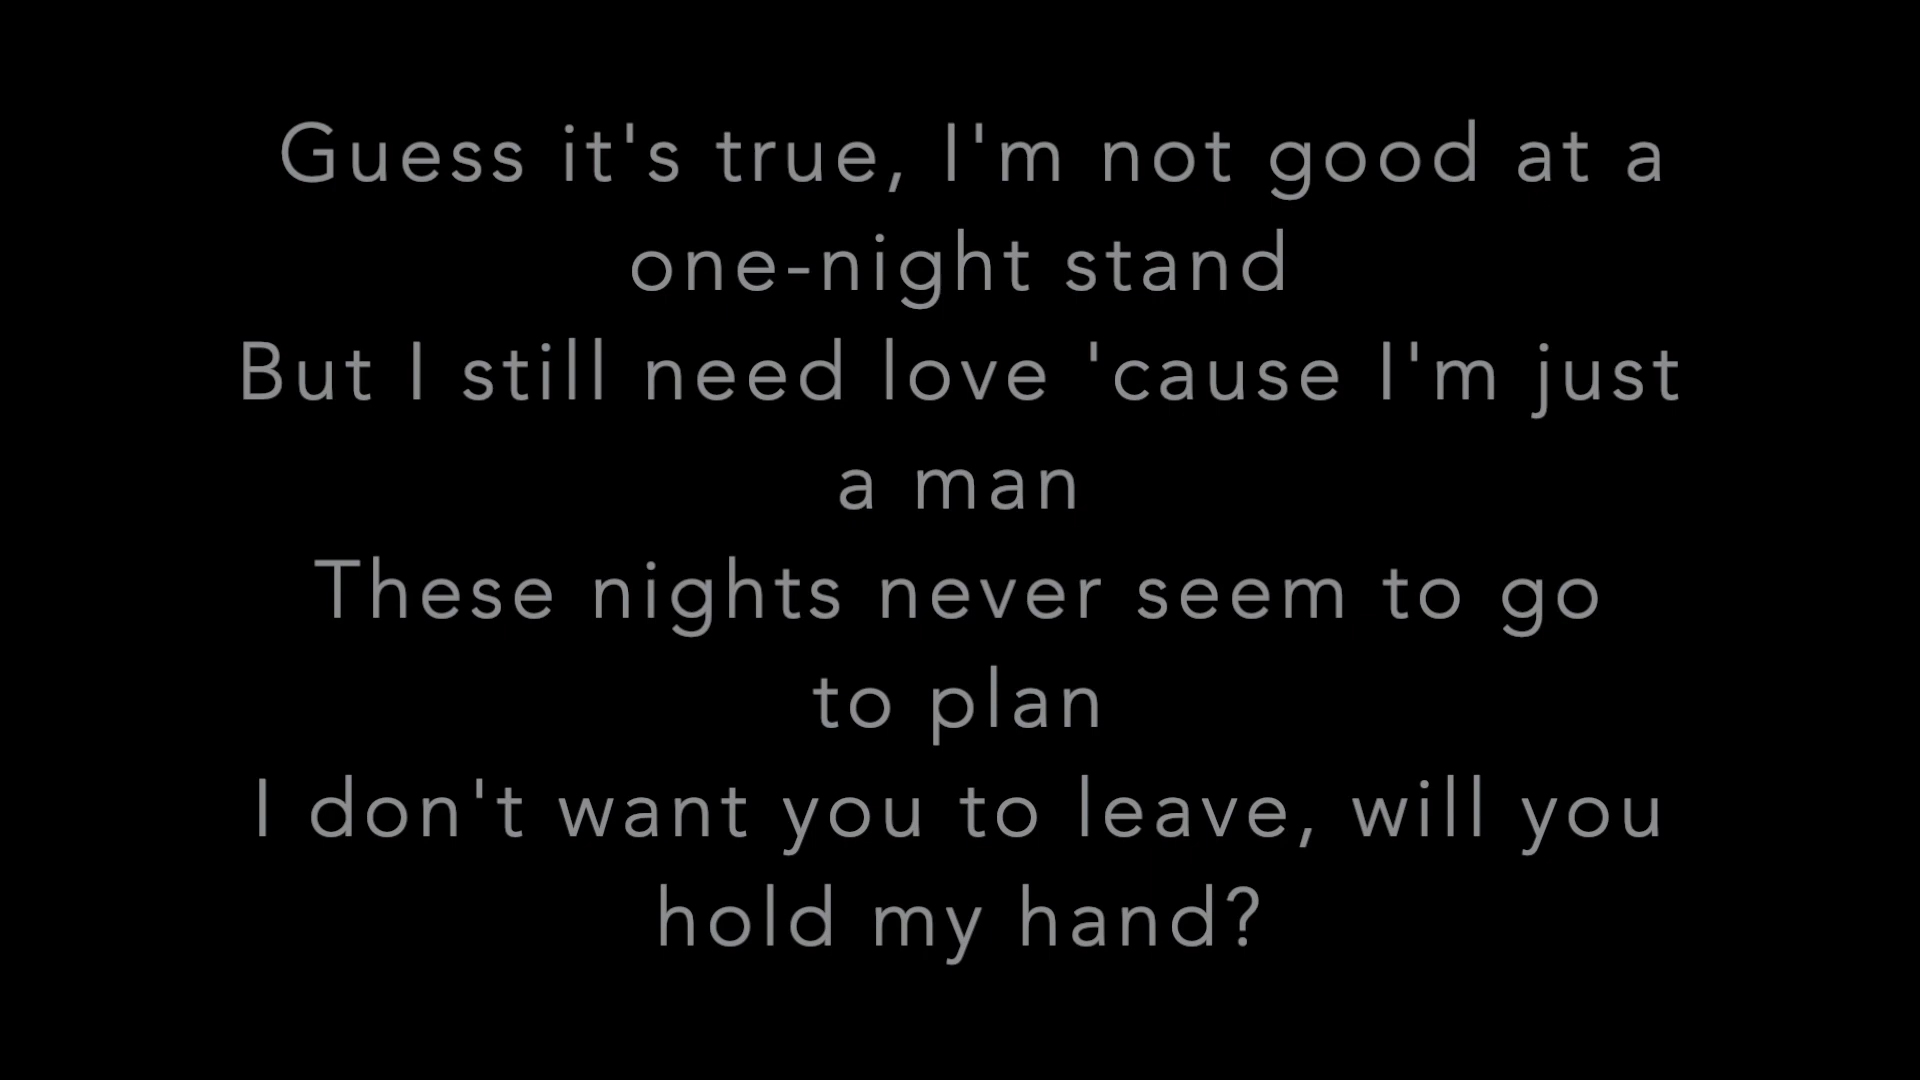 Guess it's true, I'm not good at a
one-night stand
But I still need love 'cause I'm just
a man
These nights never seem to go
to plan
I don't want you to leave, will you
hold my hand?